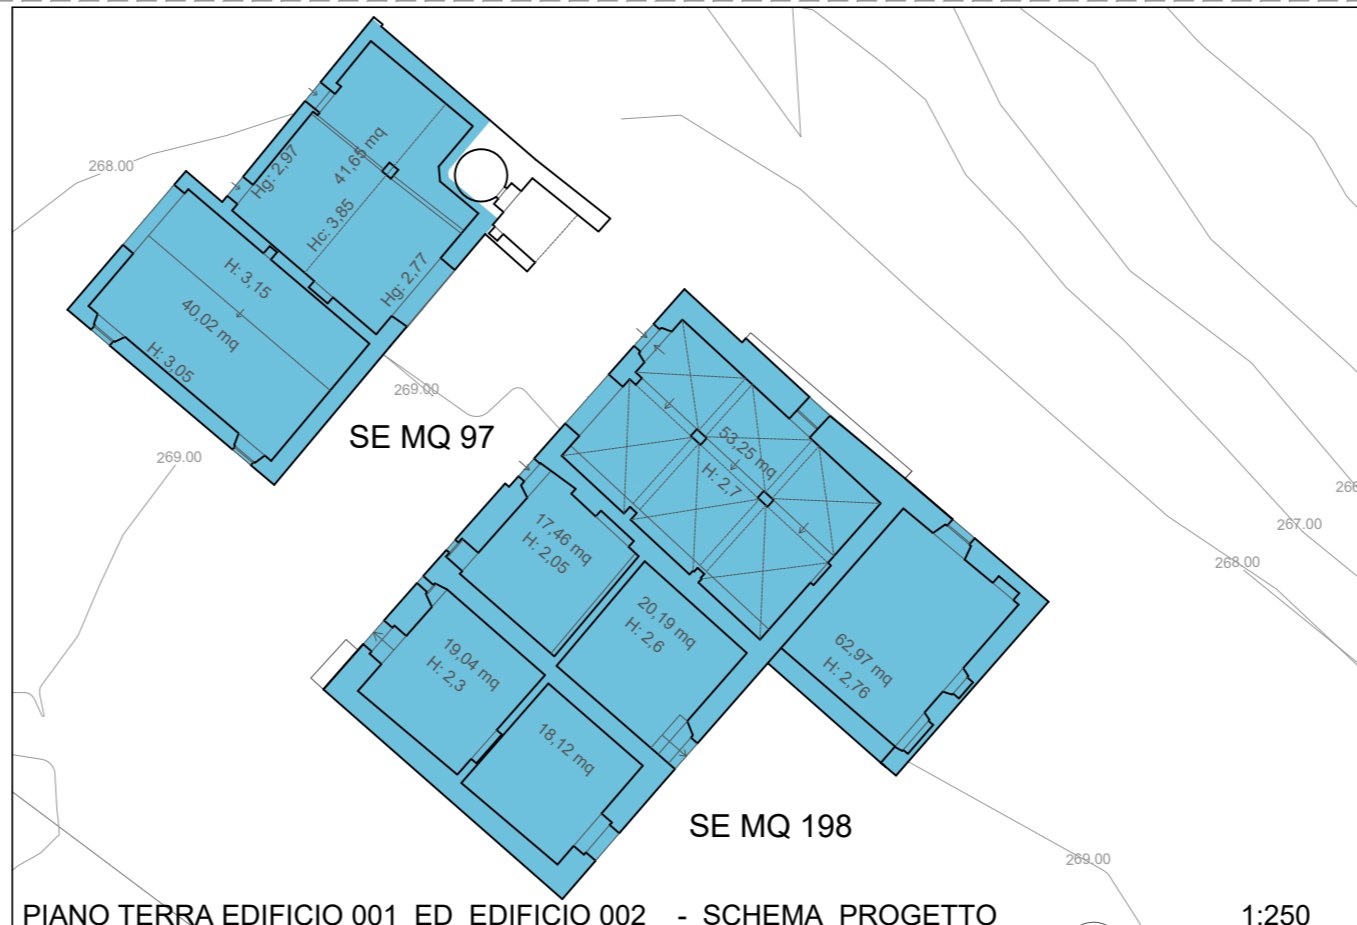 268.00
41,65 mq
Hg: 2,97
Hc: 3,85
Hg: 2,77
H: 3,15
40,02 mq
H: 3,05
269.00
SE MQ 97
269.00
53,25 mq
H: 2,7
266
267.00
268.00
17,46 mq
H: 2,05
20,19 mq
H: 2,6
19,04 mq
H: 2,3
62,97 mq
H: 2,76
18,12 mq
SE MQ 198
269.00
PIANO TERRA EDIFICIO 001 ED EDIFICIO 002 - SCHEMA PROGETTO 1:250